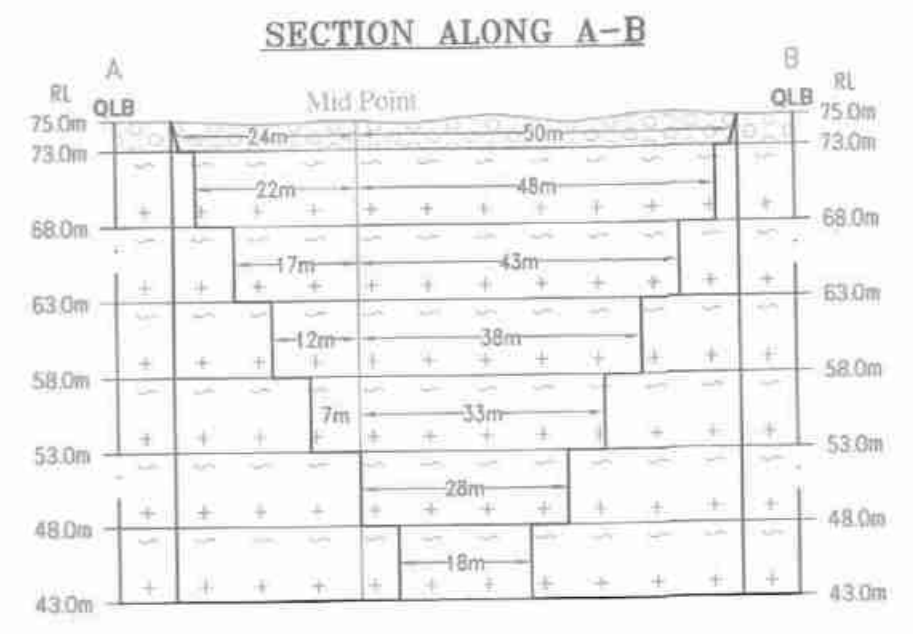 SECTION ALONG A-B
A B
RL RL
QLB Mid Point QLB
75.0m 75.0m
24m 50m
73.0m 73.0m
22m 48m
68.0m 68.0m
17m 43m
63.0m 63.0m
12m 38m
58.0m 58.0m
7m 33m
53.0m 53.0m
28m
48.0m 48.0m
18m
43.0m 43.0m